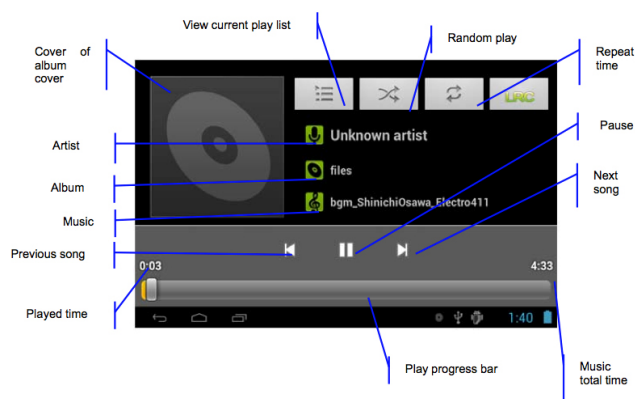 View current play list
Random play
Cover of
album
cover
Repeat
time
LRC
Pause
Unknown artist
Artist
files
Album
Next
song
bgm_ShinichiOsawa_Electro411
Music
Previous song
0:03
4:33
Played time
1:40
Play progress bar
Music
total time